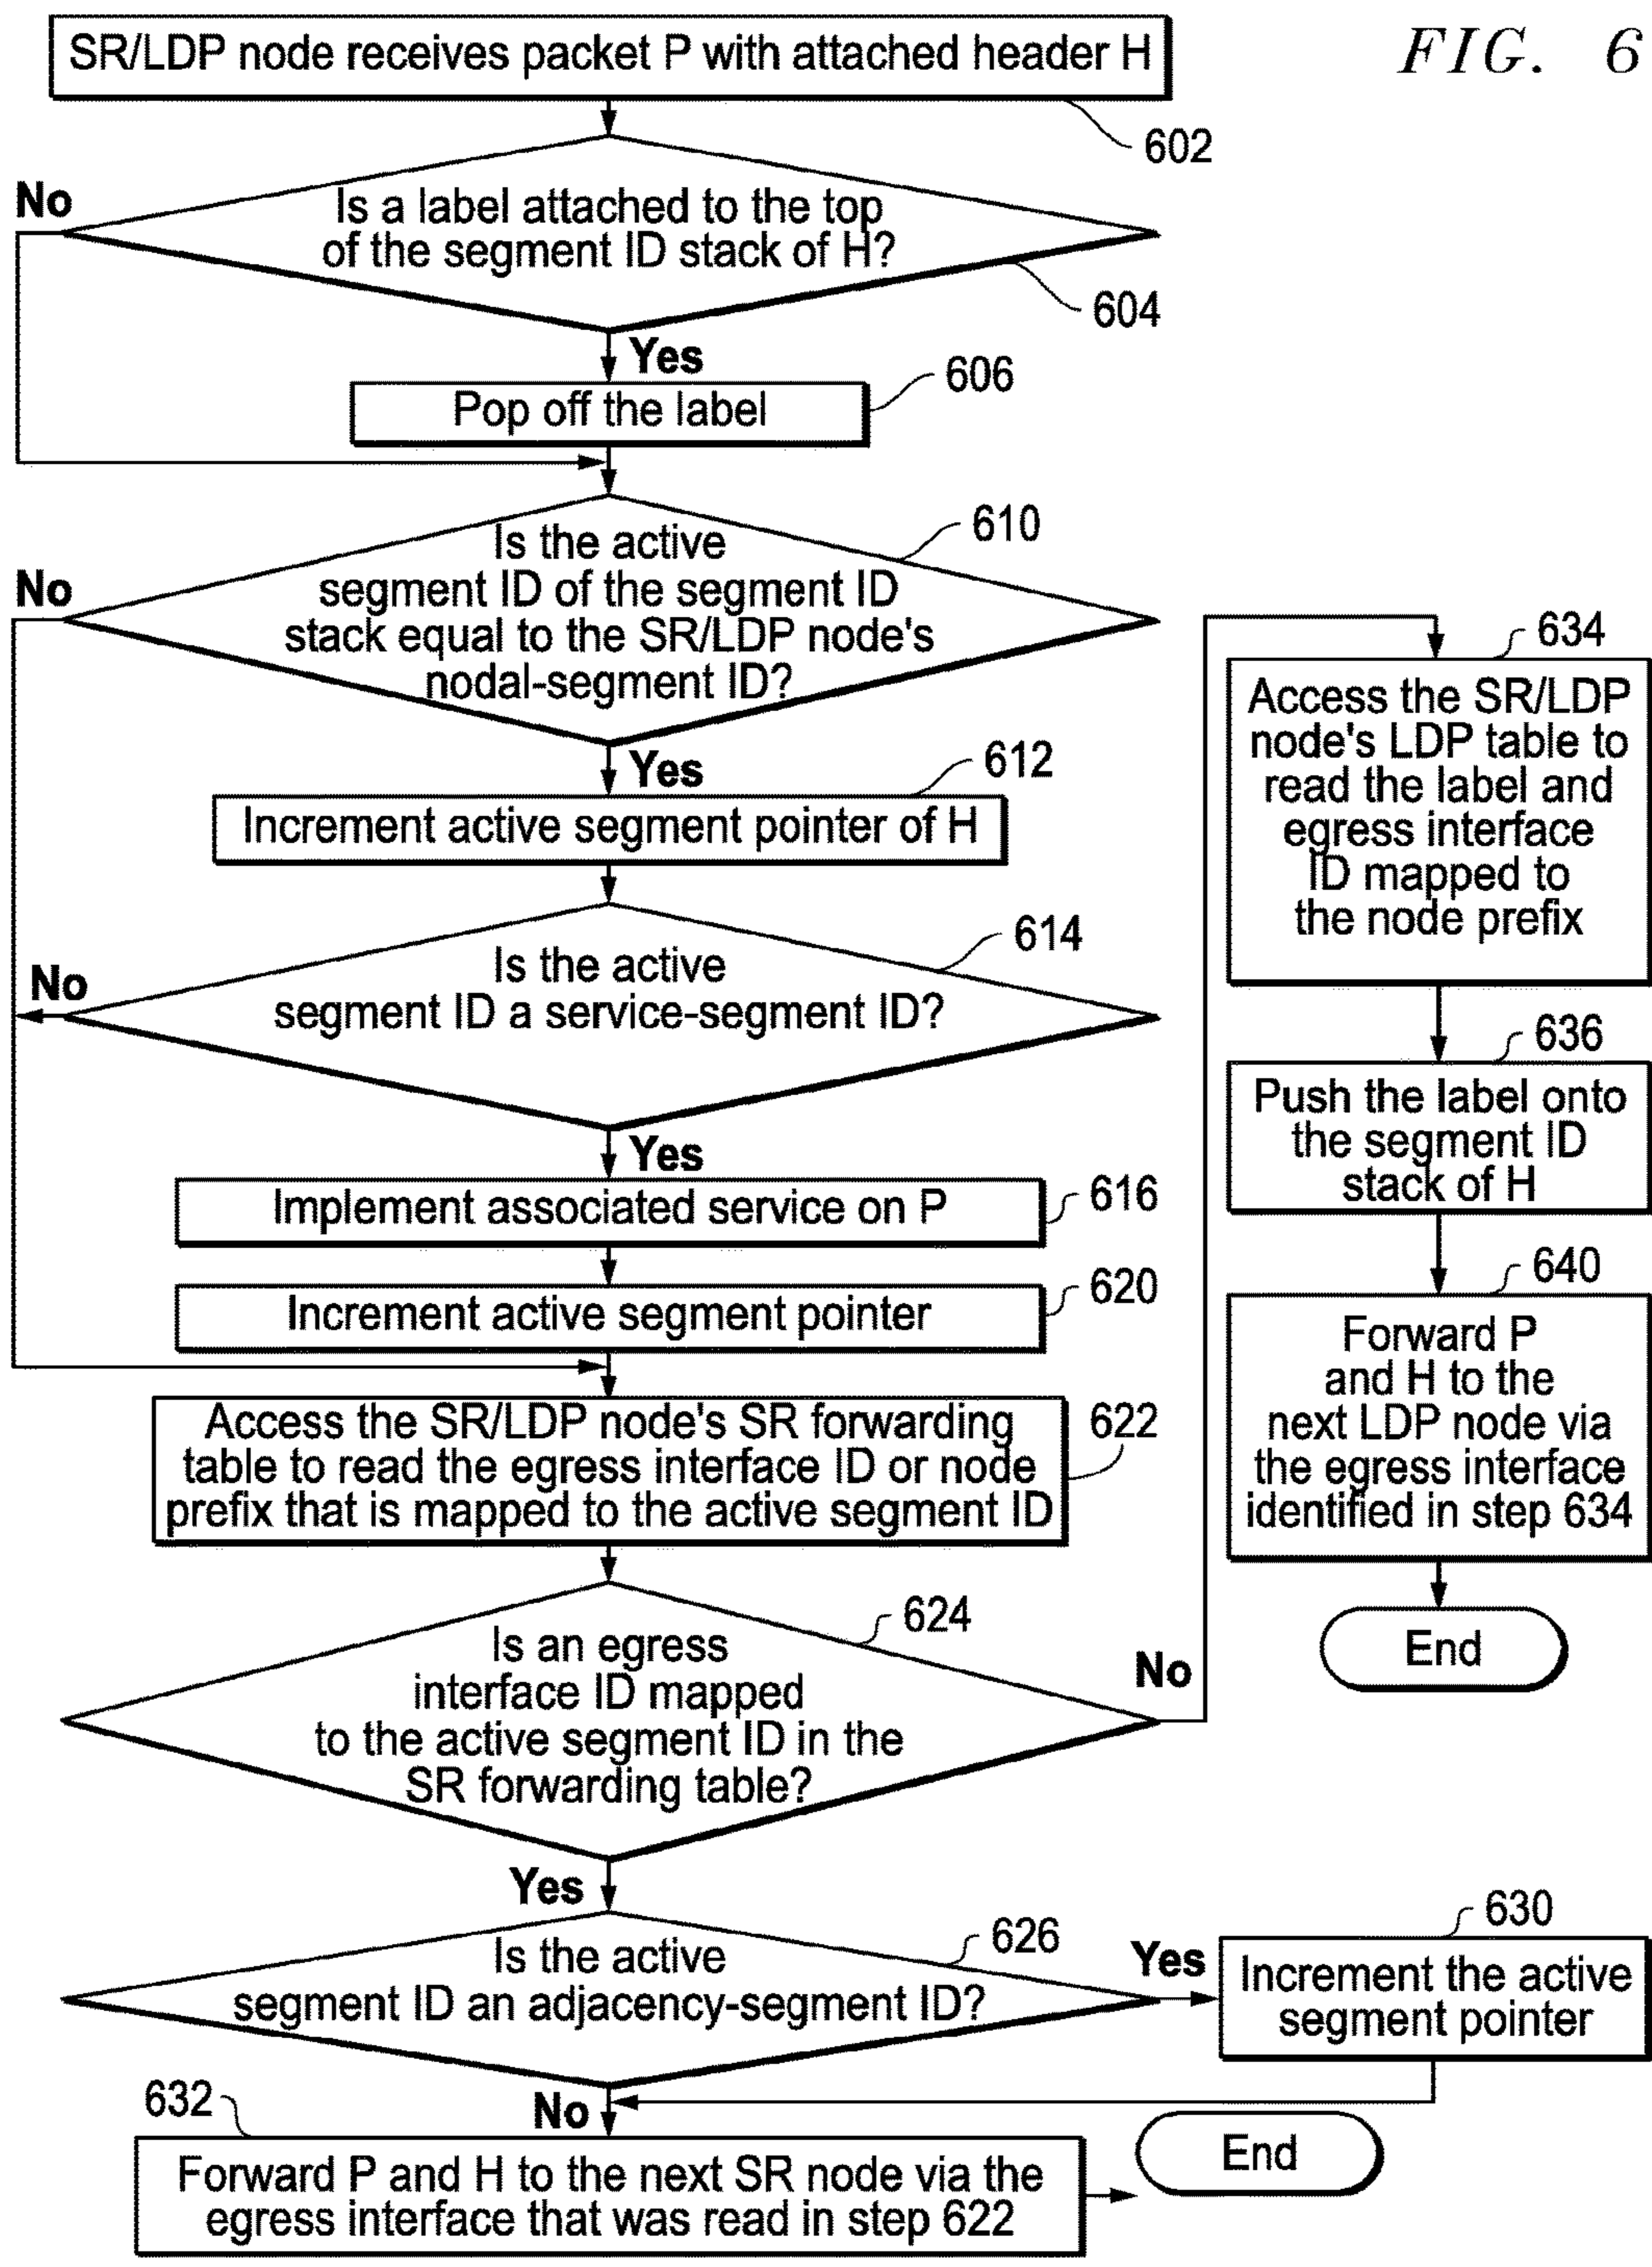 FIG. 6
SR/LDP node receives packet P with attached header H
602
No
Is a label attached to the top
of the segment ID stack of H?
604
Yes
606
Pop off the label
610
No
Is the active
segment ID of the segment ID
stack equal to the SR/LDP node's
nodal-segment ID?
Yes
612
Increment active segment pointer of H
614
No
Is the active
segment ID a service-segment ID?
Yes
Implement associated service on P
616
Increment active segment pointer
620
Access the SR/LDP node's SR forwarding
table to read the egress interface ID or node
prefix that is mapped to the active segment ID
622
624
Is an egress
interface ID mapped
to the active segment ID in the
SR forwarding table?
No
Yes
626
Is the active
segment ID an adjacency-segment ID?
Yes
630
Increment the active
segment pointer
No
632
Forward P and H to the next SR node via the
egress interface that was read in step 622
End
634
Access the SR/LDP
node's LDP table to
read the label and
egress interface
ID mapped to
the node prefix
636
Push the label onto
the segment ID
stack of H
640
Forward P
and H to the
next LDP node via
the egress interface
identified in step 634
End